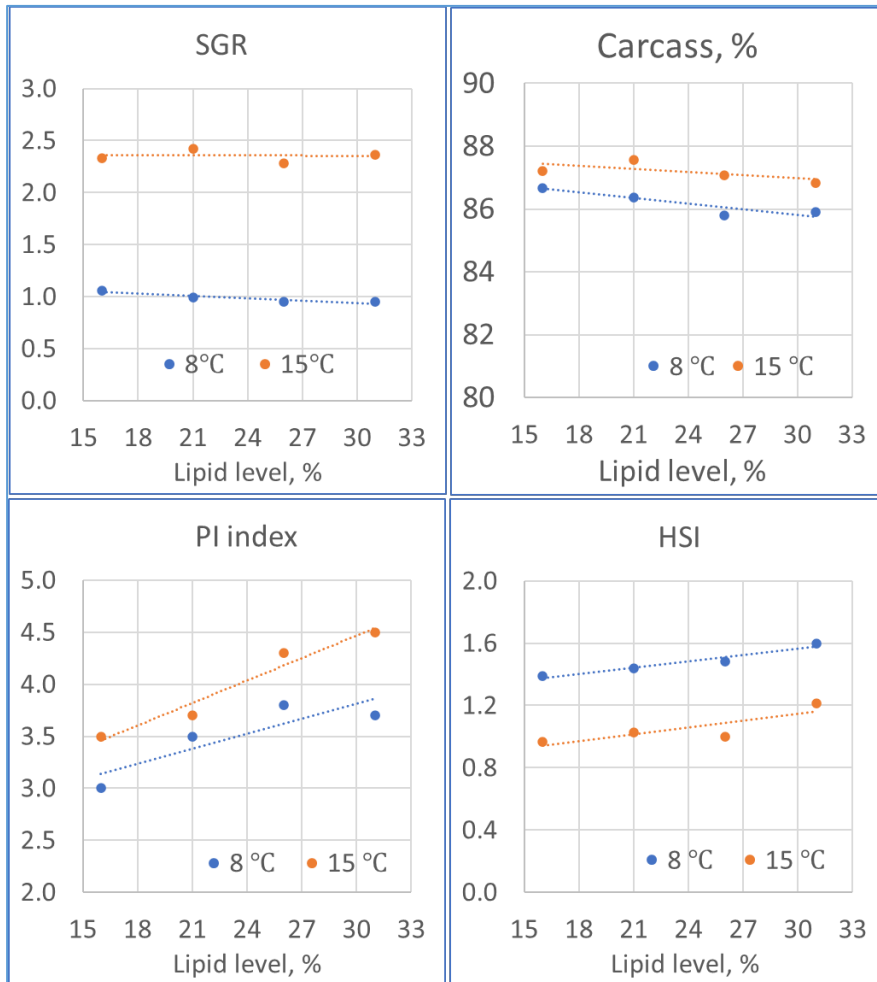 SGR
3.0
2.5
2.0
1.5
1.0
0.5
0.0
8℃ 15℃
15 18 21 24 27 30 33
Lipid level, %
Carcass, %
90
88
86
84
82
80
8 ℃ 15 ℃
15 18 21 24 27 30 33
Lipid level, %
PI index
5.0
4.5
4.0
3.5
3.0
2.5
2.0
8 ℃ 15 ℃
15 18 21 24 27 30 33
Lipid level, %
HSI
2.0
1.6
1.2
0.8
0.4
0.0
8 ℃ 15 ℃
15 18 21 24 27 30 33
Lipid level, %